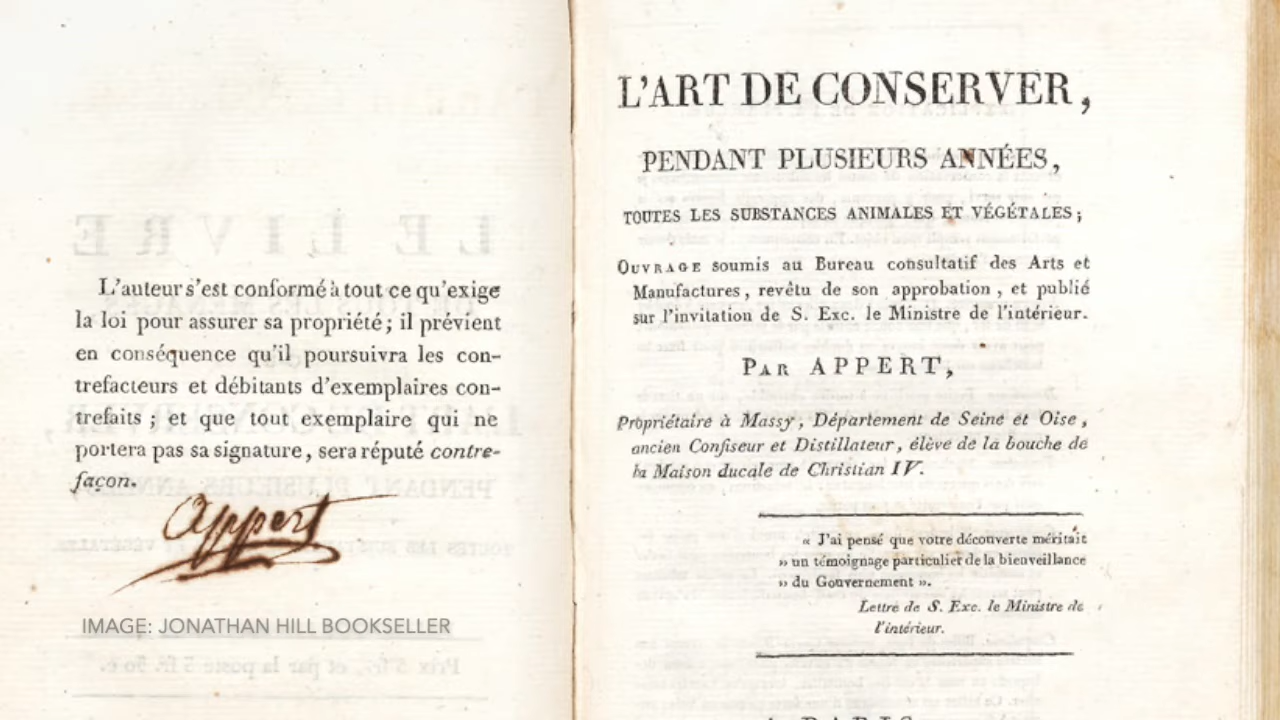 L'auteur s'est conformé à tout ce qu'exige
la loi pour assurer sa propriété ; il prévient
en conséquence qu'il poursuivra les con-
trefacteurs et débitants d'exemplaires con-
trefaits ; et que tout exemplaire qui ne
portera pas sa signature, sera réputé contre-
façon.
Appert
IMAGE: JONATHAN HILL BOOKSELLER
L'ART DE CONSERVER,
PENDANT PLUSIEURS ANNÉES,
TOUTES LES SUBSTANCES ANIMALES ET VÉGÉTALES ;
OUVRAGE soumis au Bureau consultatif des Arts et
Manufactures, revêtu de son approbation, et publié
sur l'invitation de S. Exc. le Ministre de l'intérieur.
PAR APPERT,
Propriétaire à Massy, Département de Seine et Oise,
ancien Confiseur et Distillateur, élève de la bouche de
la Maison ducale de Christian IV.
« J'ai pensé que votre découverte méritait
» un témoignage particulier de la bienveillance
» du Gouvernement ».
Lettre de S. Exc. le Ministre de
l'intérieur.